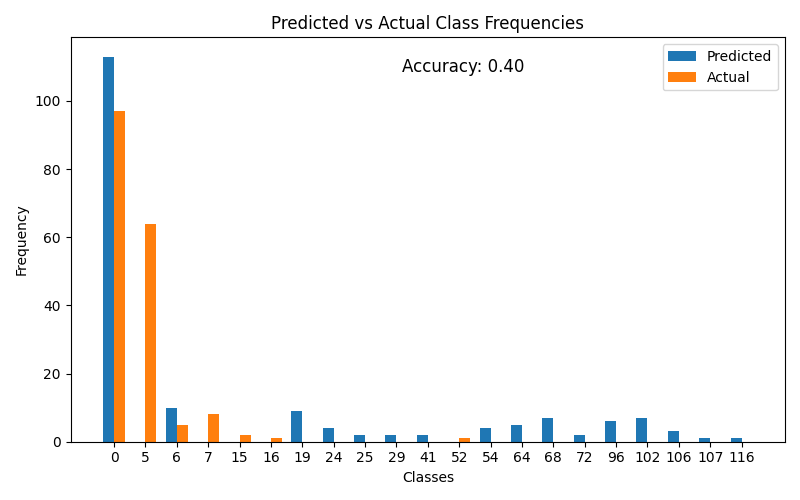 Predicted vs Actual Class Frequencies
Accuracy: 0.40
Predicted
Actual
Frequency
100
80
60
40
20
0
0 5 6 7 15 16 19 24 25 29 41 52 54 64 68 72 96 102 106 107 116
Classes